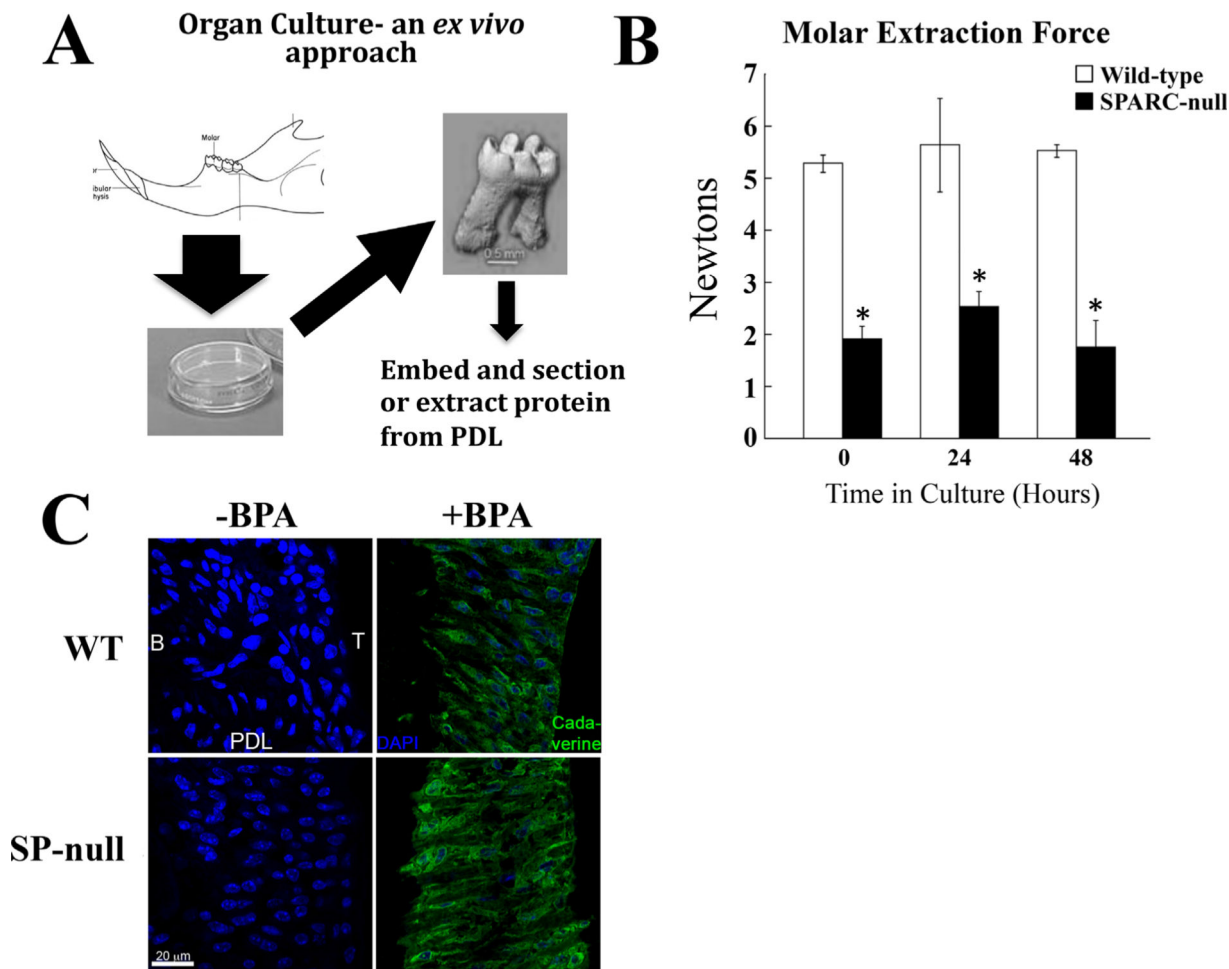 A
Organ Culture- an ex vivo
approach
Molar
ibular
hysis
0.5 mm
Embed and section
or extract protein
from PDL
B
Molar Extraction Force
Wild-type
SPARC-null
7
6
5
4
3
2
1
0
Newtons
*
*
*
0 24 48
Time in Culture (Hours)
C
-BPA +BPA
WT
B T
PDL
DAPI
Cada-
verine
SP-null
20 μm